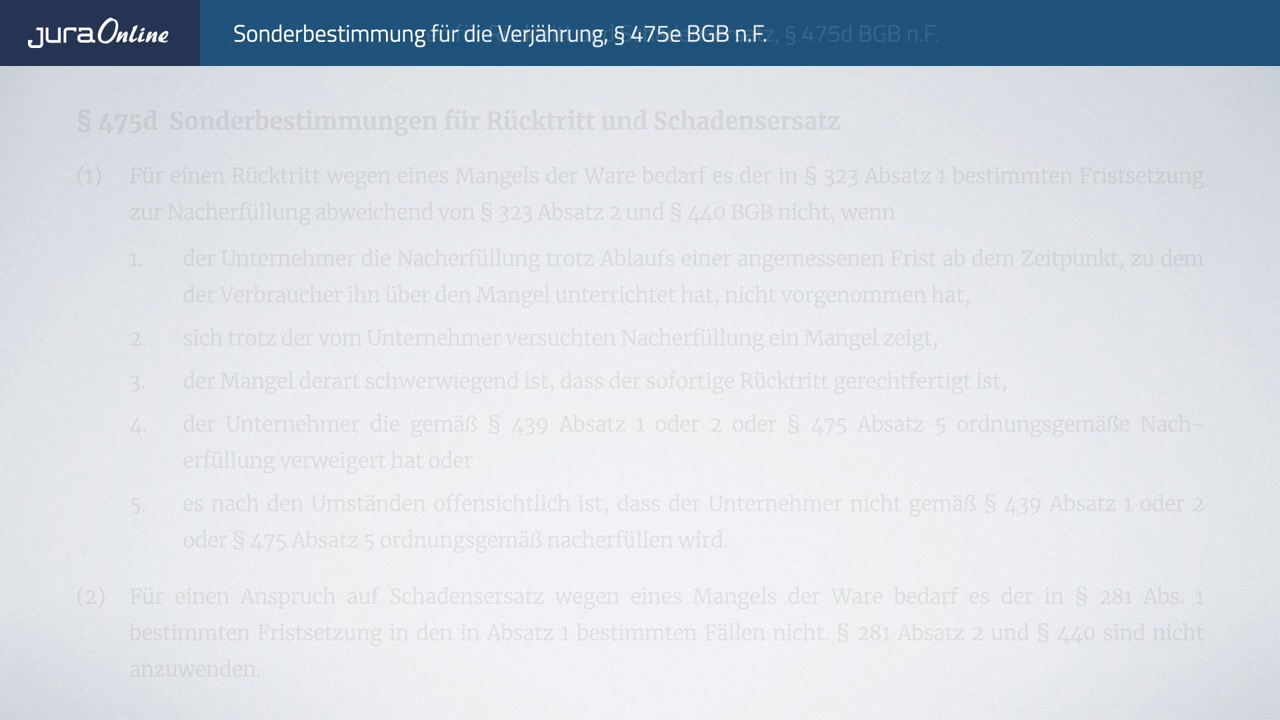 juraOnline
Sonderbestimmung für die Verjährung, § 475e BGB n.F.
z, § 475d BGB n.F.
§ 475d Sonderbestimmungen für Rücktritt und Schadensersatz
(1) Für einen Rücktritt wegen eines Mangels der Ware bedarf es der in § 323 Absatz 1 bestimmten Fristsetzung
zur Nacherfüllung abweichend von § 323 Absatz 2 und § 440 BGB nicht, wenn
1. der Unternehmer die Nacherfüllung trotz Ablaufs einer angemessenen Frist ab dem Zeitpunkt, zu dem
der Verbraucher ihn über den Mangel unterrichtet hat, nicht vorgenommen hat,
2. sich trotz der vom Unternehmer versuchten Nacherfüllung ein Mangel zeigt,
3. der Mangel derart schwerwiegend ist, dass der sofortige Rücktritt gerechtfertigt ist,
4. der Unternehmer die gemäß § 439 Absatz 1 oder 2 oder § 475 Absatz 5 ordnungsgemäße Nach-
erfüllung verweigert hat oder
5. es nach den Umständen offensichtlich ist, dass der Unternehmer nicht gemäß § 439 Absatz 1 oder 2
oder § 475 Absatz 5 ordnungsgemäß nacherfüllen wird.
(2) Für einen Anspruch auf Schadensersatz wegen eines Mangels der Ware bedarf es der in § 281 Abs. 1
bestimmten Fristsetzung in den in Absatz 1 bestimmten Fällen nicht. § 281 Absatz 2 und § 440 sind nicht
anzuwenden.